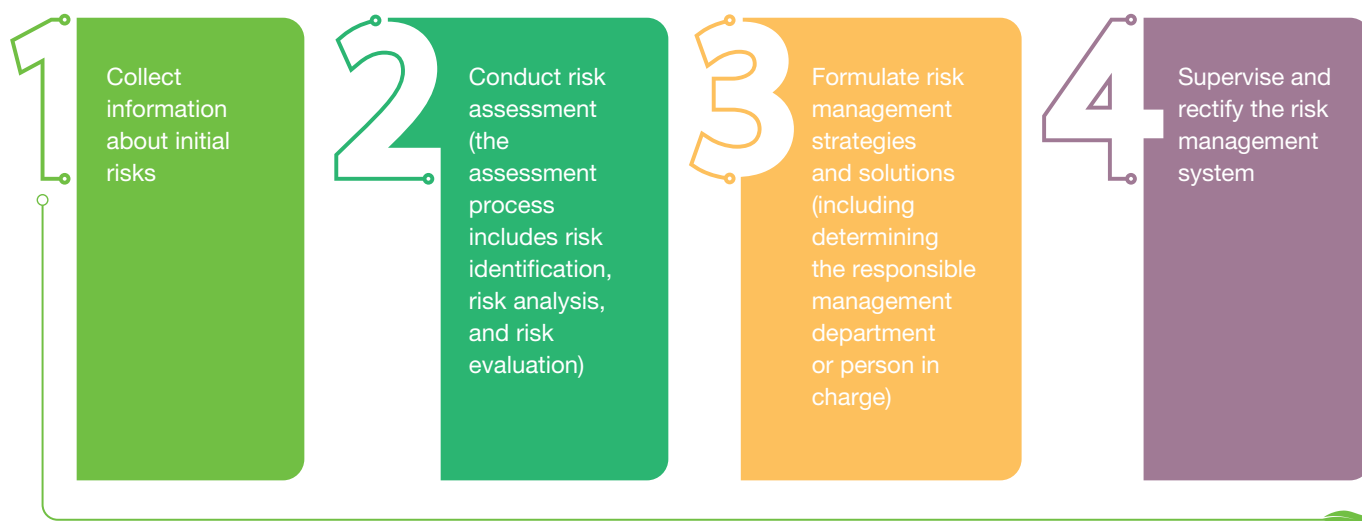 1
Collect
information
about initial
risks
2
Conduct risk
assessment
(the
assessment
process
includes risk
identification,
risk analysis,
and risk
evaluation)
3
Formulate risk
management
strategies
and solutions
(including
determining
the responsible
management
department
or person in
charge)
4
Supervise and
rectify the risk
management
system